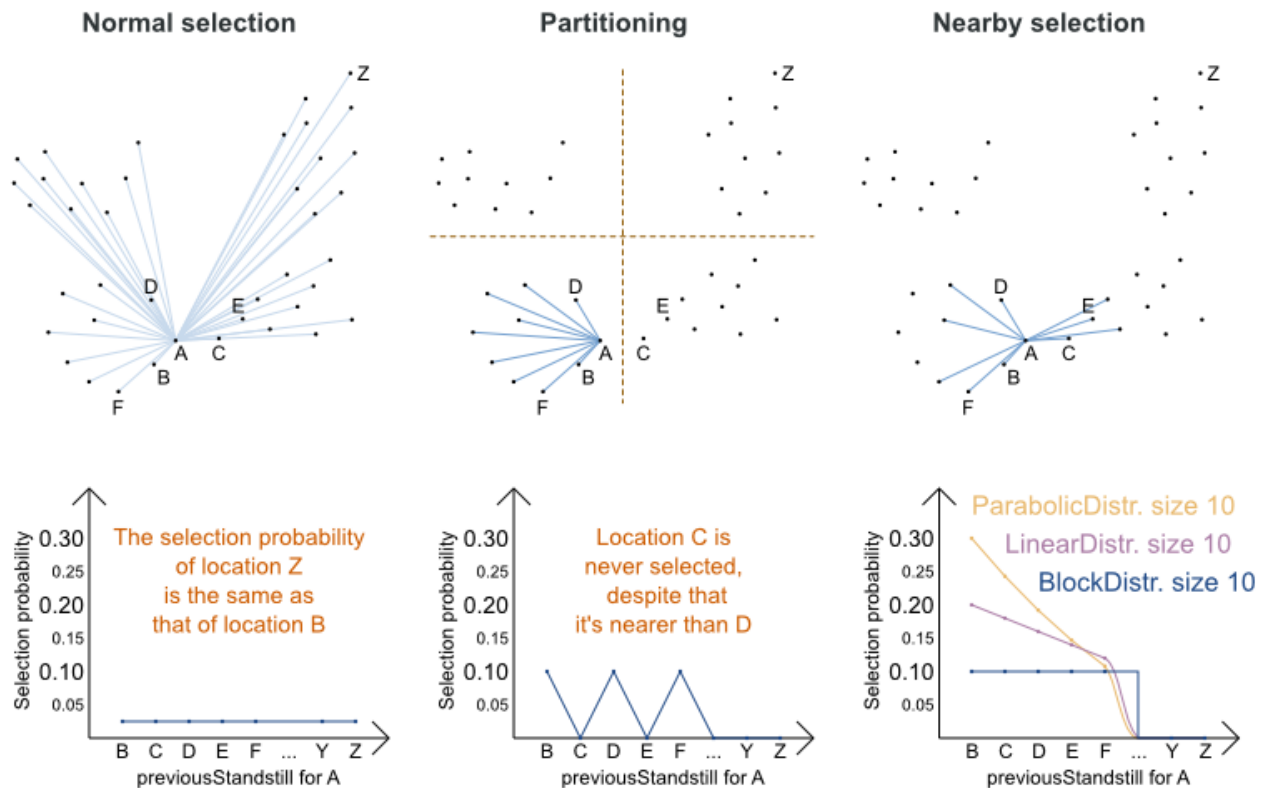 Normal selection
Partitioning
Nearby selection
Z
D
E
A
C
B
F
Z
D
E
A
C
B
F
Z
D
E
A
C
B
F
Selection probability
0.30
0.25
0.20
0.15
0.10
0.05
The selection probability
of location Z
is the same as
that of location B
B C D E F ... Y Z
previousStandstill for A
Selection probability
0.30
0.25
0.20
0.15
0.10
0.05
Location C is
never selected,
despite that
it's nearer than D
B C D E F ... Y Z
previousStandstill for A
Selection probability
0.30
0.25
0.20
0.15
0.10
0.05
ParabolicDistr. size 10
LinearDistr. size 10
BlockDistr. size 10
B C D E F ... Y Z
previousStandstill for A